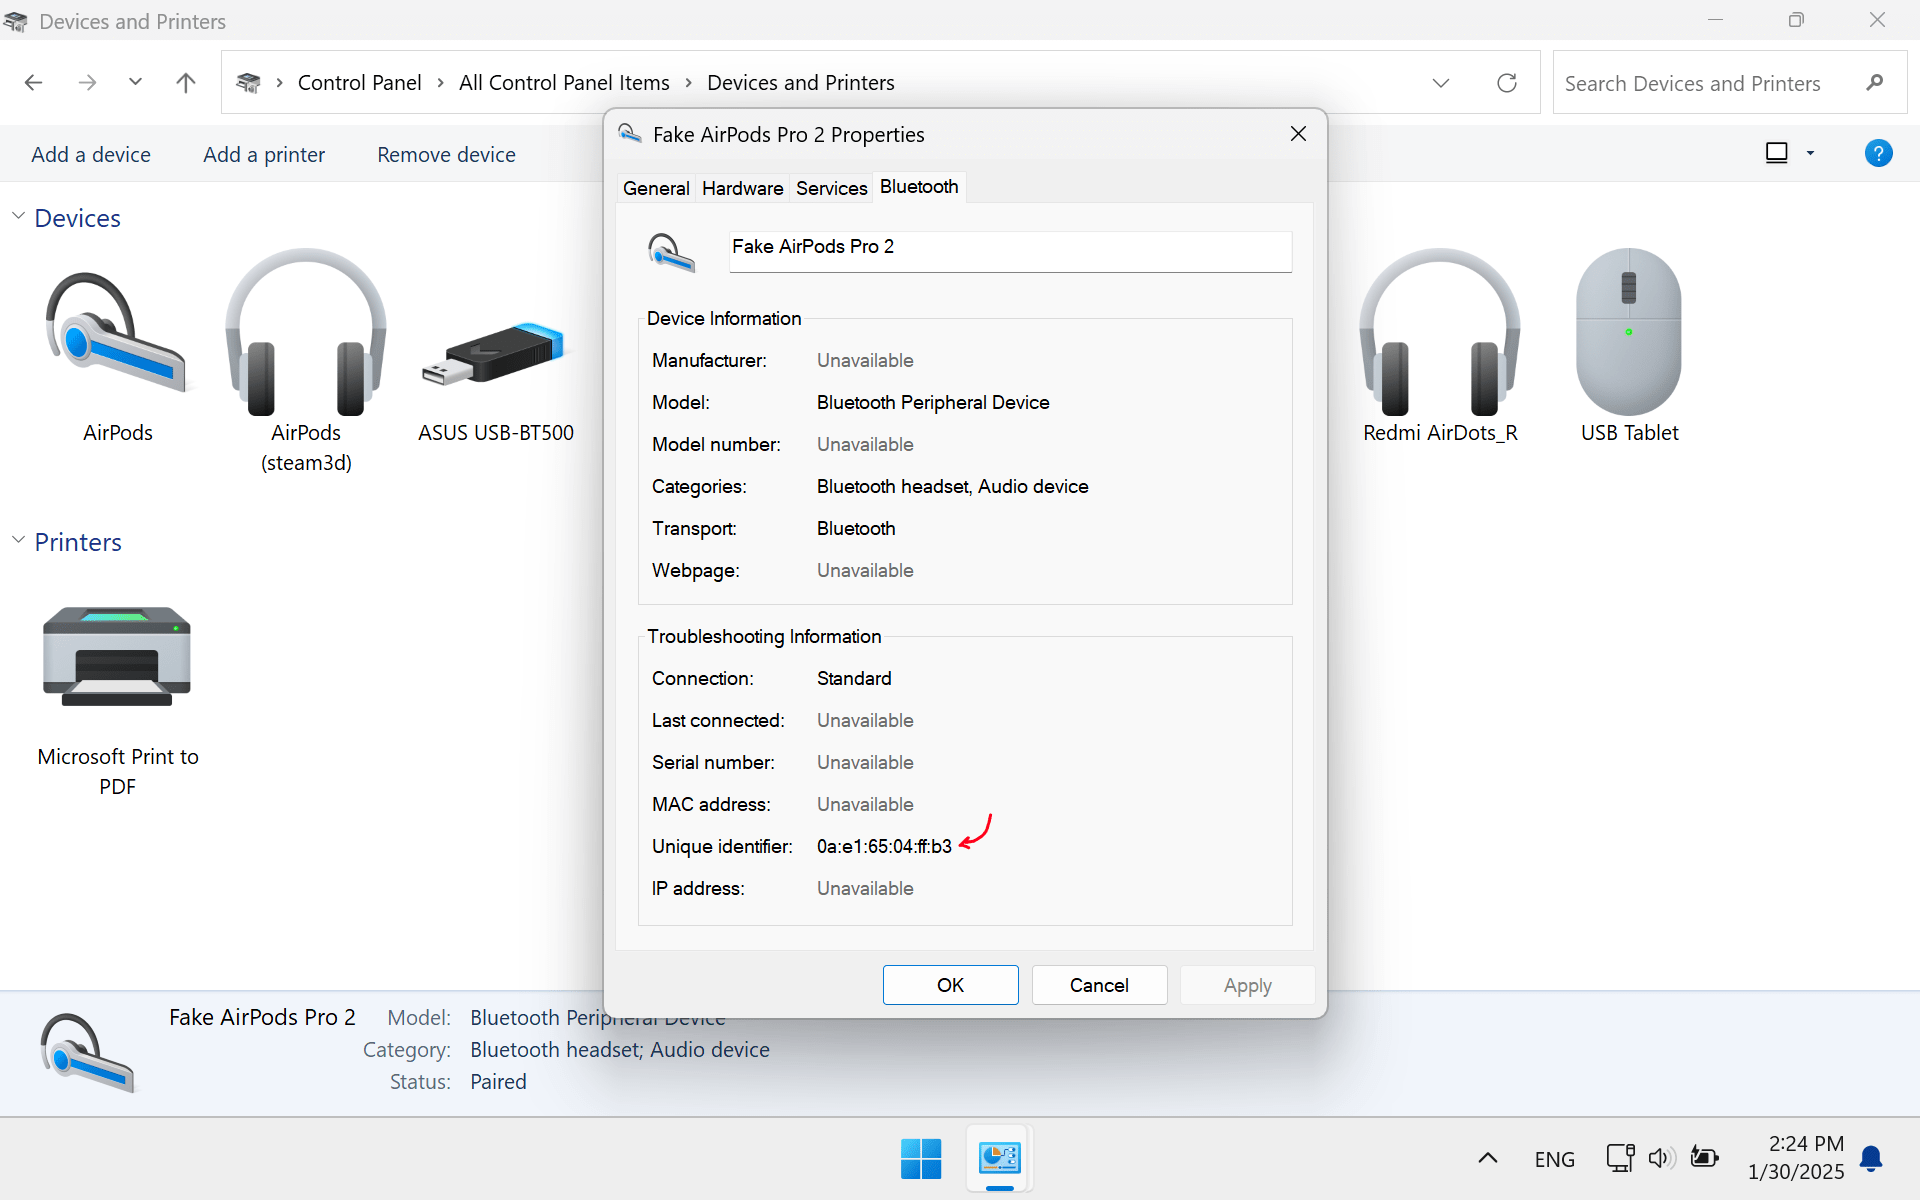 Devices and Printers
Control Panel › All Control Panel Items › Devices and Printers
Search Devices and Printers
Add a device
Add a printer
Remove device
?
Devices
AirPods
AirPods
(steam3d)
ASUS USB-BT500
Redmi AirDots_R
USB Tablet
Printers
Microsoft Print to
PDF
Fake AirPods Pro 2 Properties
General Hardware Services Bluetooth
Fake AirPods Pro 2
Device Information
Manufacturer: Unavailable
Model: Bluetooth Peripheral Device
Model number: Unavailable
Categories: Bluetooth headset, Audio device
Transport: Bluetooth
Webpage: Unavailable
Troubleshooting Information
Connection: Standard
Last connected: Unavailable
Serial number: Unavailable
MAC address: Unavailable
Unique identifier: 0a:e1:65:04:ff:b3
IP address: Unavailable
OK Cancel Apply
Fake AirPods Pro 2 Model: Bluetooth Peripheral Device
Category: Bluetooth headset; Audio device
Status: Paired
ENG
2:24 PM
1/30/2025